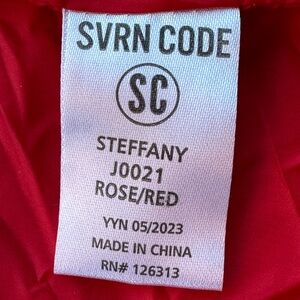 SVRN CODE
SC
STEFFANY
J0021
ROSE/RED
YYN 05/2023
MADE IN CHINA
RN# 126313